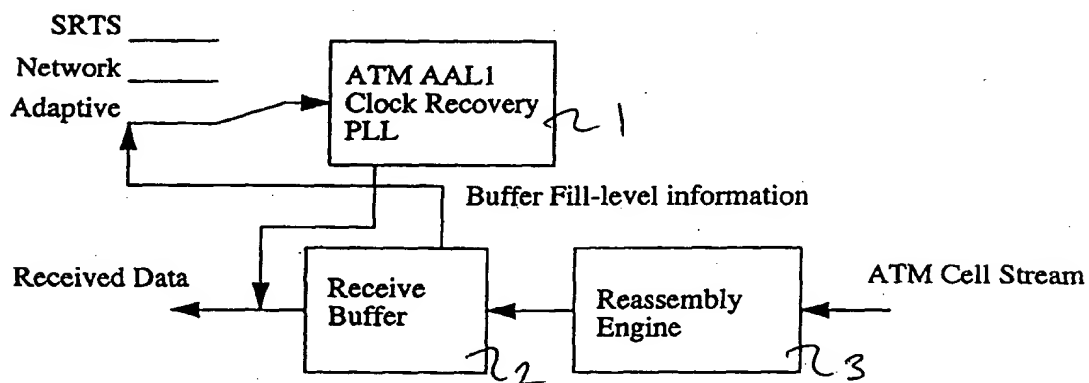 SRTS
Network
Adaptive
ATM AAL1
Clock Recovery
PLL
1
Buffer Fill-level information
Received Data
Receive
Buffer
2
Reassembly
Engine
3
ATM Cell Stream